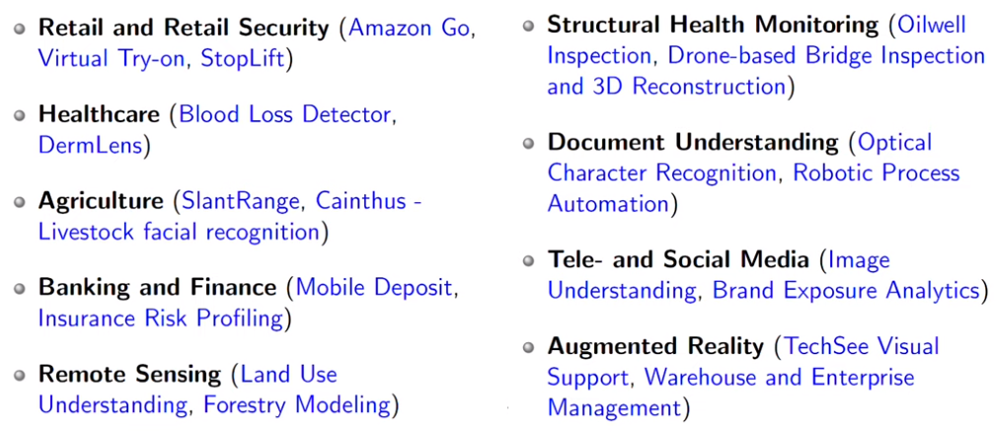 Retail and Retail Security (Amazon Go,
Virtual Try-on, StopLift)
Healthcare (Blood Loss Detector,
DermLens)
Agriculture (SlantRange, Cainthus -
Livestock facial recognition)
Banking and Finance (Mobile Deposit,
Insurance Risk Profiling)
Remote Sensing (Land Use
Understanding, Forestry Modeling)
Structural Health Monitoring (Oilwell
Inspection, Drone-based Bridge Inspection
and 3D Reconstruction)
Document Understanding (Optical
Character Recognition, Robotic Process
Automation)
Tele- and Social Media (Image
Understanding, Brand Exposure Analytics)
Augmented Reality (TechSee Visual
Support, Warehouse and Enterprise
Management)